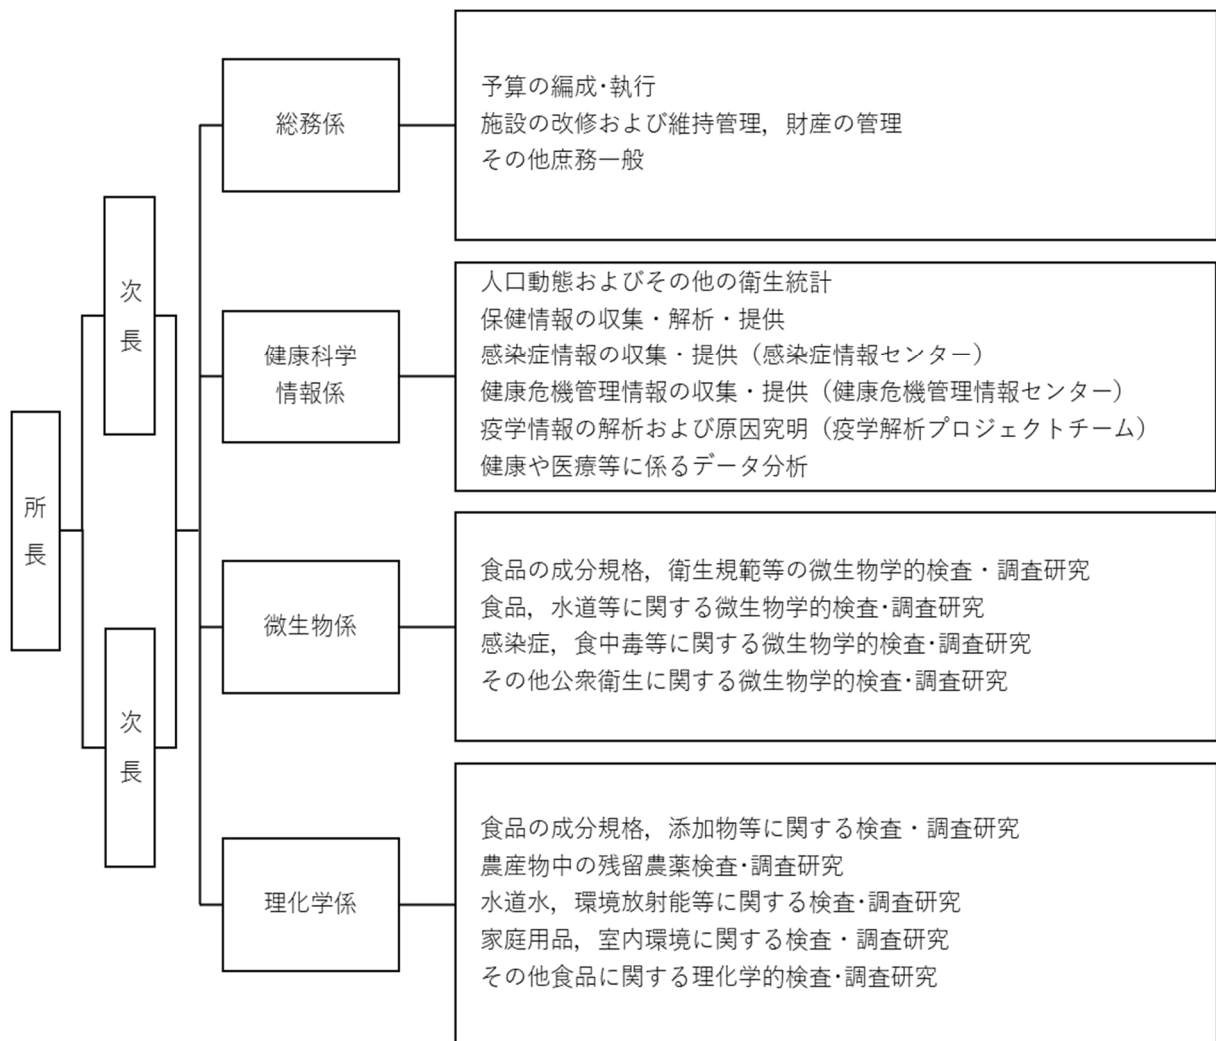 所長
次長
次長
総務係
予算の編成･執行
施設の改修および維持管理，財産の管理
その他庶務一般
健康科学
情報係
人口動態およびその他の衛生統計
保健情報の収集・解析・提供
感染症情報の収集・提供（感染症情報センター）
健康危機管理情報の収集・提供（健康危機管理情報センター）
疫学情報の解析および原因究明（疫学解析プロジェクトチーム）
健康や医療等に係るデータ分析
微生物係
食品の成分規格，衛生規範等の微生物学的検査・調査研究
食品，水道等に関する微生物学的検査･調査研究
感染症，食中毒等に関する微生物学的検査･調査研究
その他公衆衛生に関する微生物学的検査･調査研究
理化学係
食品の成分規格，添加物等に関する検査・調査研究
農産物中の残留農薬検査･調査研究
水道水，環境放射能等に関する検査･調査研究
家庭用品，室内環境に関する検査・調査研究
その他食品に関する理化学的検査･調査研究